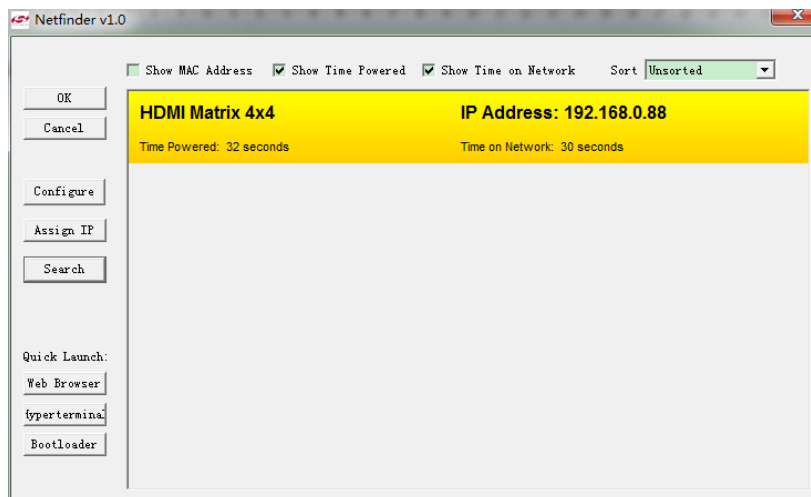 Netfinder v1.0
Show MAC Address Show Time Powered Show Time on Network Sort Unsorted
OK
Cancel
Configure
Assign IP
Search
Quick Launch:
Web Browser
Hypertermina
Bootloader
HDMI Matrix 4x4 IP Address: 192.168.0.88
Time Powered: 32 seconds Time on Network: 30 seconds